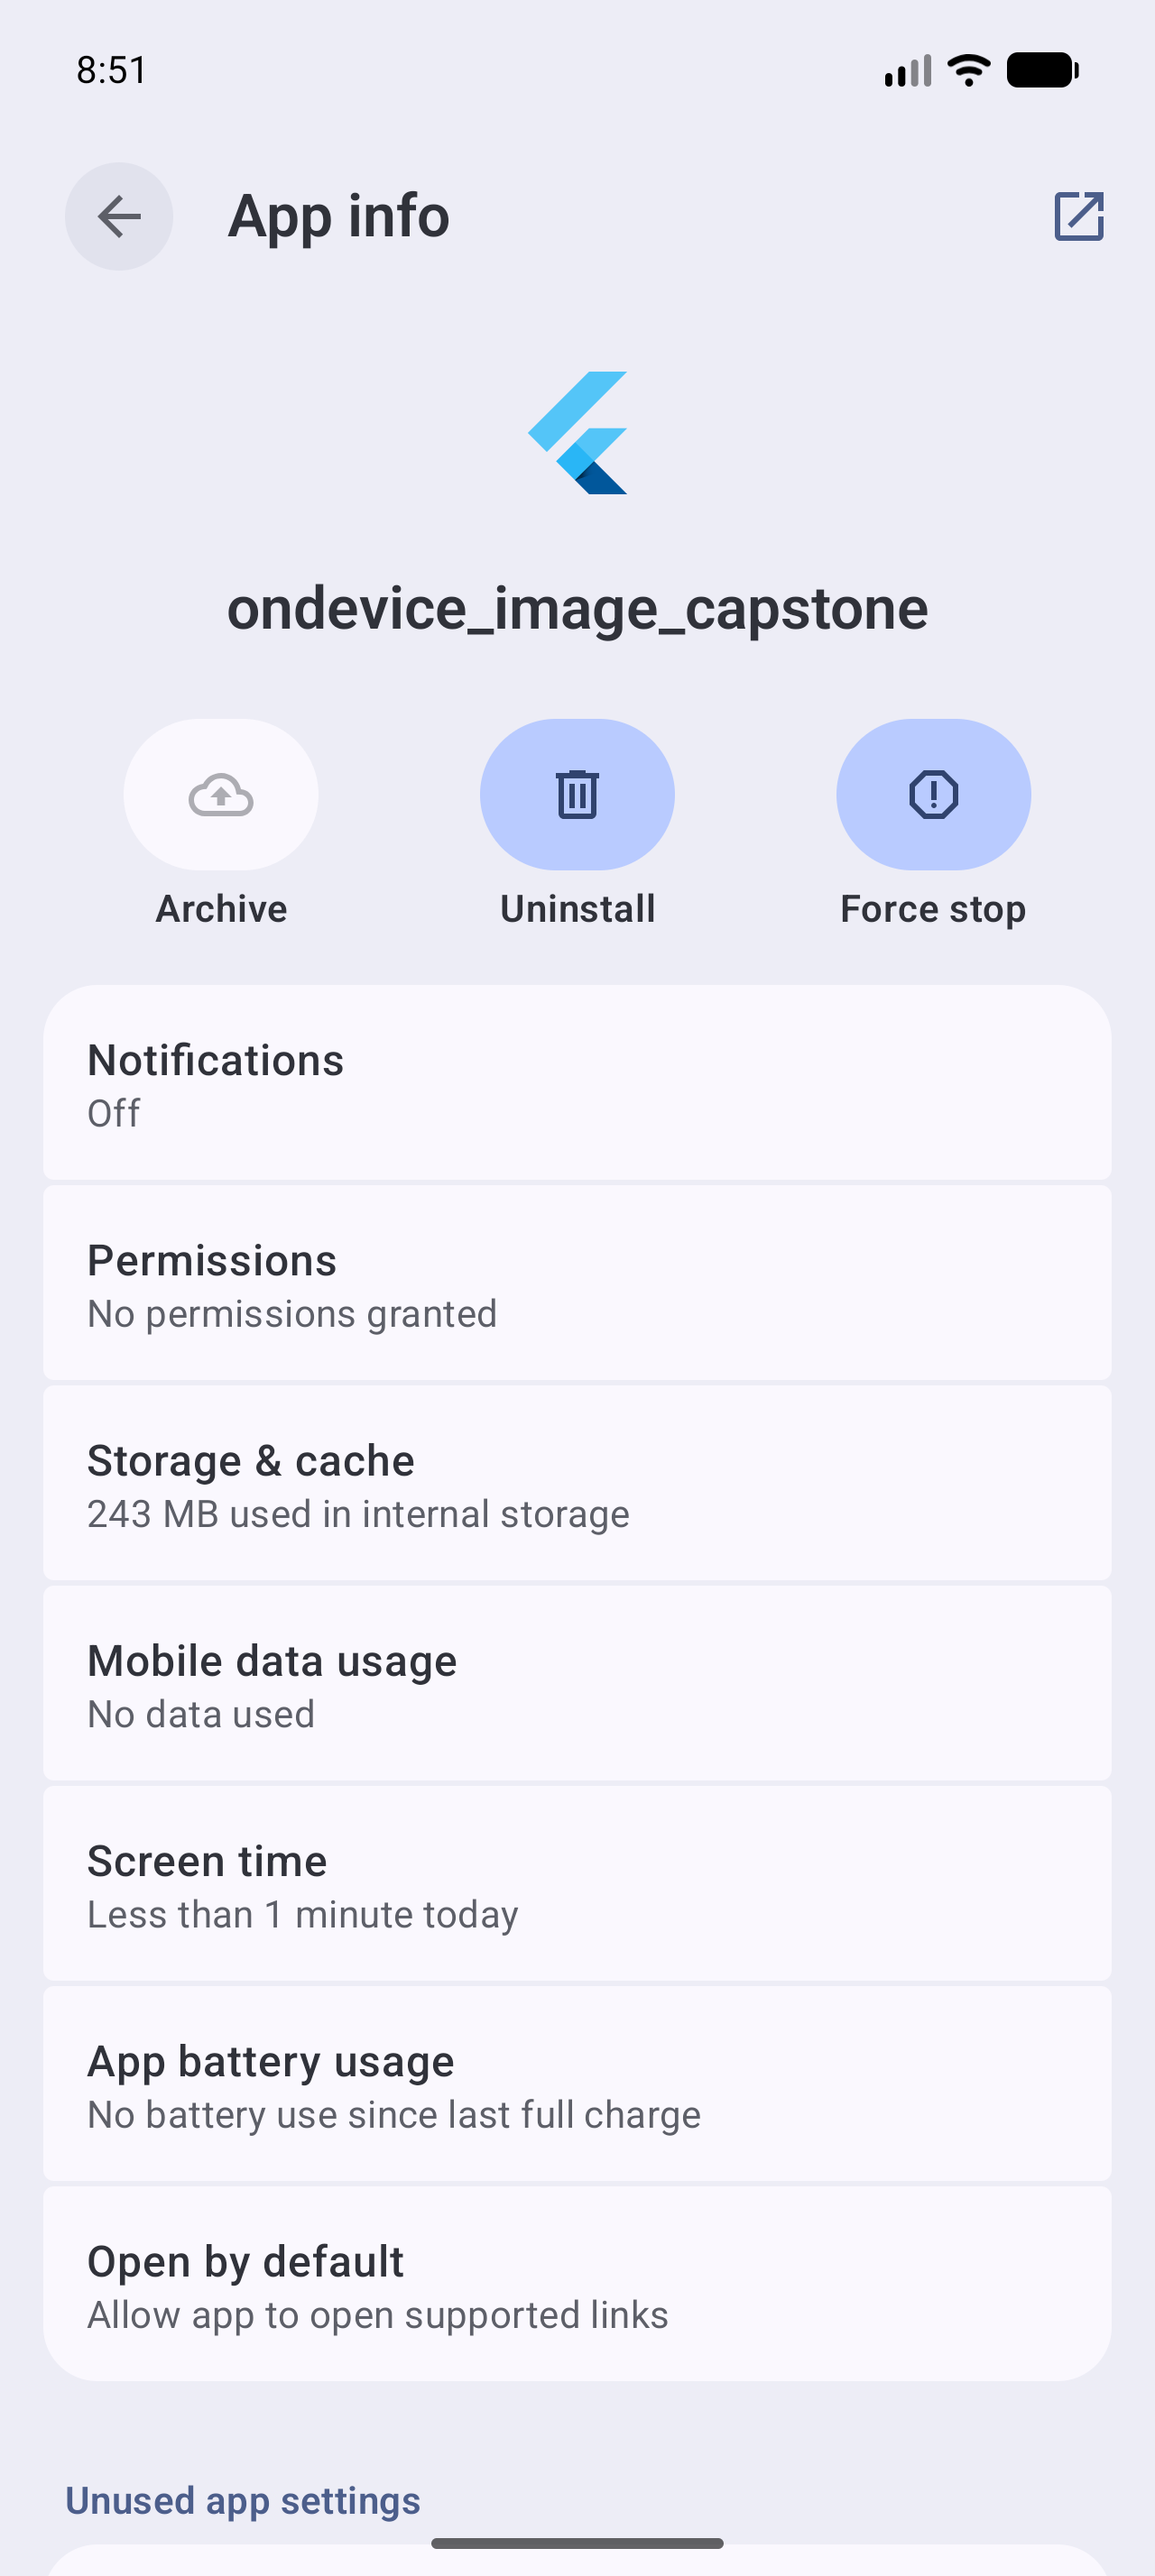 8:51
App info
ondevice_image_capstone
Archive
Uninstall
Force stop
Notifications
Off
Permissions
No permissions granted
Storage & cache
243 MB used in internal storage
Mobile data usage
No data used
Screen time
Less than 1 minute today
App battery usage
No battery use since last full charge
Open by default
Allow app to open supported links
Unused app settings